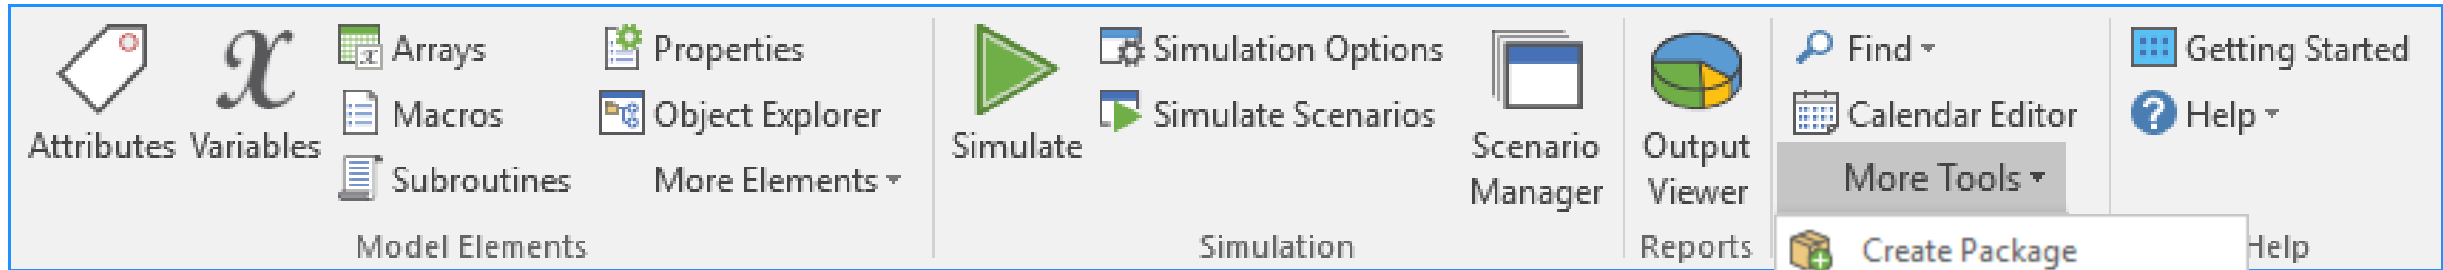 Attributes
Variables
Arrays
Macros
Subroutines
Properties
Object Explorer
More Elements
Model Elements
Simulate
Simulation Options
Simulate Scenarios
Scenario
Manager
Simulation
Output
Viewer
Reports
Find
Calendar Editor
More Tools
Create Package
Getting Started
Help
Help